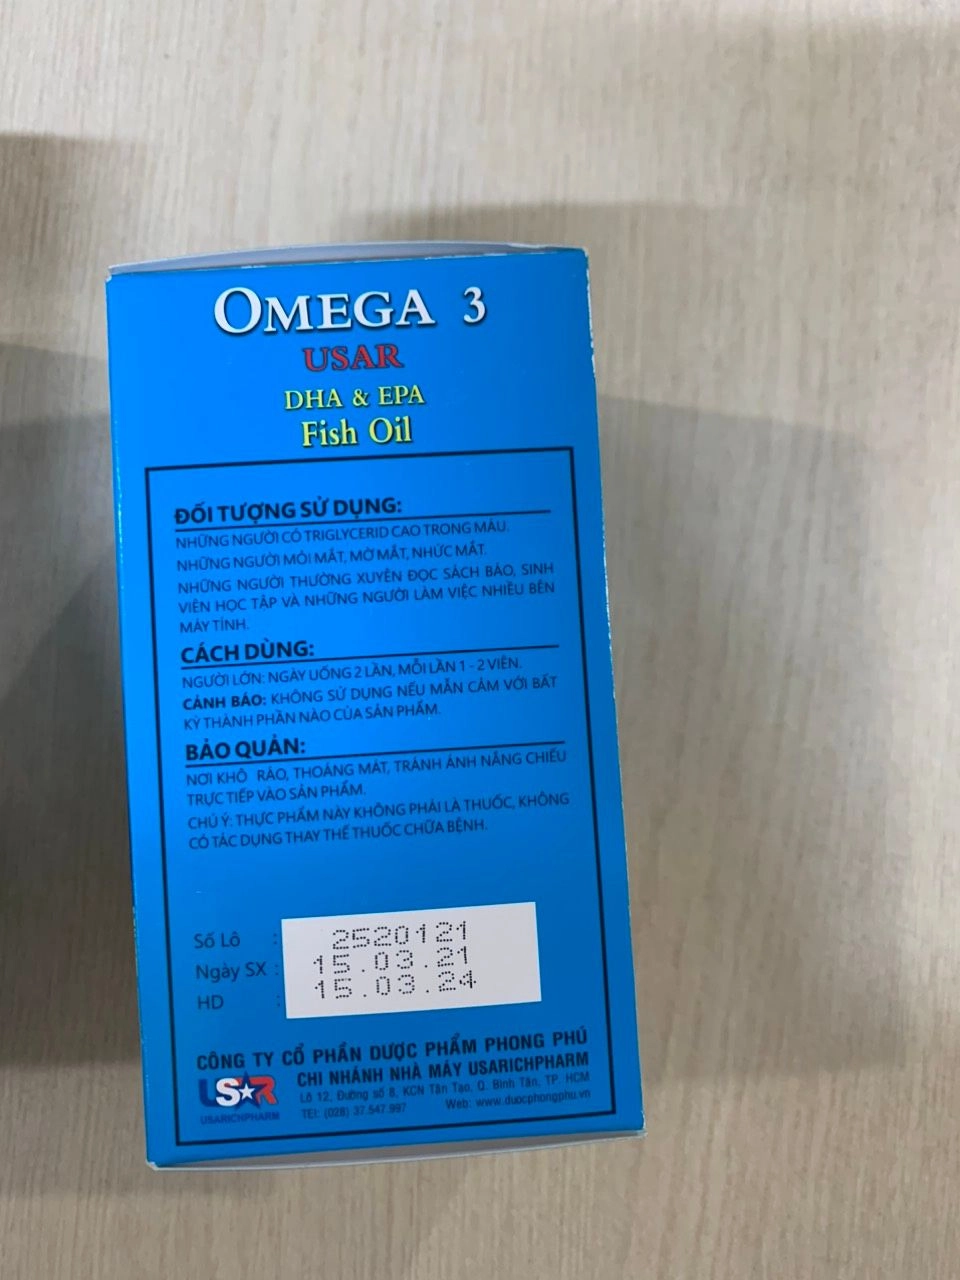 OMEGA 3
USAR
DHA & EPA
Fish Oil
ĐỐI TƯỢNG SỬ DỤNG:
NHỮNG NGƯỜI CÓ TRIGLYCERID CAO TRONG MÁU.
NHỮNG NGƯỜI MỎI MẮT, MỜ MẮT, NHỨC MẮT.
NHỮNG NGƯỜI THƯỜNG XUYÊN ĐỌC SÁCH BÁO, SINH
VIÊN HỌC TẬP VÀ NHỮNG NGƯỜI LÀM VIỆC NHIỀU BÊN
MÁY TÍNH.
CÁCH DÙNG:
NGƯỜI LỚN: NGÀY UỐNG 2 LẦN, MỖI LẦN 1 - 2 VIÊN.
CẢNH BÁO: KHÔNG SỬ DỤNG NẾU MẪN CẢM VỚI BẤT
KỲ THÀNH PHẦN NÀO CỦA SẢN PHẨM.
BẢO QUẢN:
NƠI KHÔ RÁO, THOÁNG MÁT, TRÁNH ÁNH NẮNG CHIẾU
TRỰC TIẾP VÀO SẢN PHẨM.
CHÚ Ý: THỰC PHẨM NÀY KHÔNG PHẢI LÀ THUỐC, KHÔNG
CÓ TÁC DỤNG THAY THẾ THUỐC CHỮA BỆNH.
Số Lô : 2520121
Ngày SX : 15.03.21
HD : 15.03.24
CÔNG TY CỔ PHẦN DƯỢC PHẨM PHONG PHÚ
CHI NHÁNH NHÀ MÁY USARICHPHARM
USAR
USARICHPHARM
Lô 12, Đường số 8, KCN Tân Tạo, Q. Bình Tân, TP. HCM
TEl: (028) 37.547.997 Web: www.duocphongphu.vn